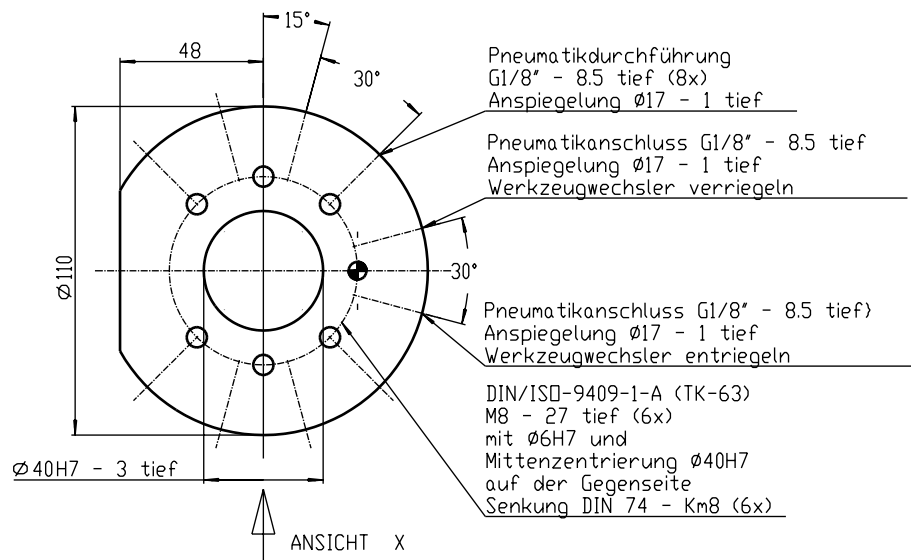 15°
48
30°
Pneumatikdurchführung
G1/8" - 8.5 tief (8x)
Anspiegelung Ø17 - 1 tief
Pneumatikanschluss G1/8" - 8.5 tief
Anspiegelung Ø17 - 1 tief
Werkzeugwechsler verriegeln
Ø110
30°
Pneumatikanschluss G1/8" - 8.5 tief)
Anspiegelung Ø17 - 1 tief
Werkzeugwechsler entriegeln
DIN/ISO-9409-1-A (TK-63)
M8 - 27 tief (6x)
mit Ø6H7 und
Mittenzentrierung Ø40H7
auf der Gegenseite
Senkung DIN 74 - Km8 (6x)
Ø40H7 - 3 tief
ANSICHT X